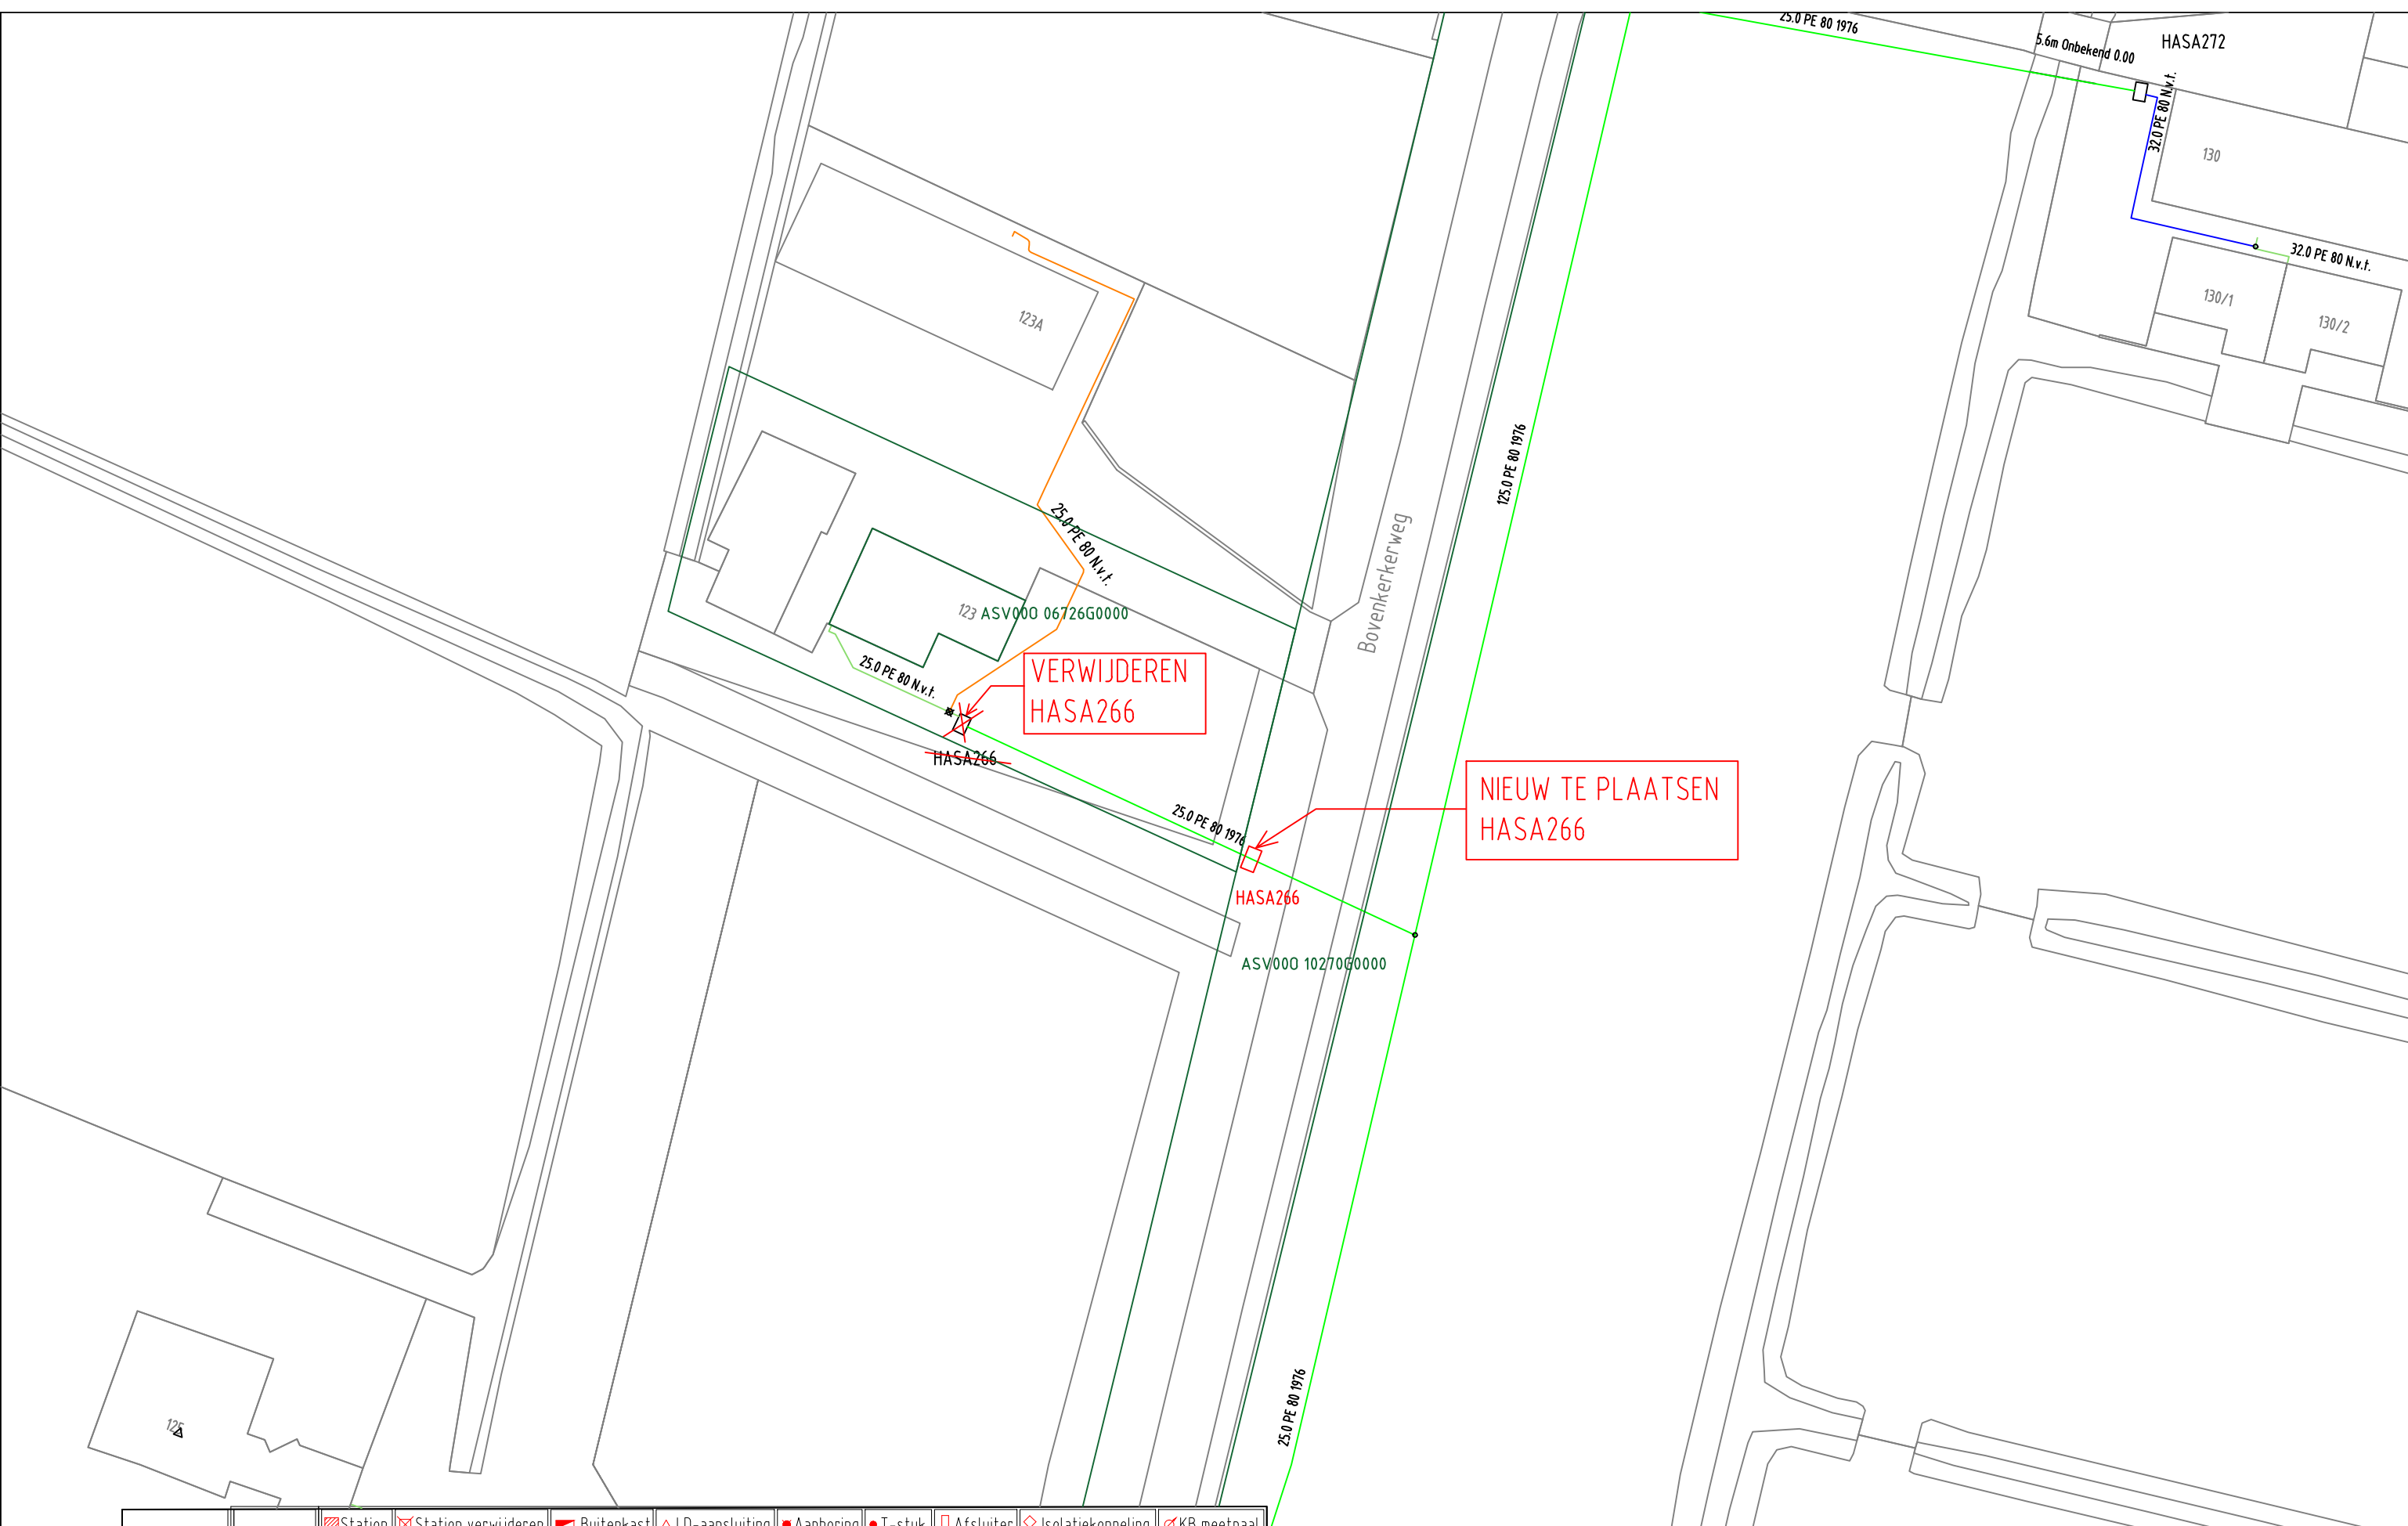 25.0 PE 80 1976
5.6m Onbekend 0.00
HASA272
32.0 PE 80 N.v.t.
130
32.0 PE 80 N.v.t.
130/1
130/2
123A
125.0 PE 80 1976
25.0 PE 80 N.v.t.
Bovenkerkerweg
123
ASV000 06726G0000
25.0 PE 80 N.v.t.
VERWIJDEREN
HASA266
HASA266
25.0 PE 80 1976
NIEUW TE PLAATSEN
HASA266
HASA266
ASV000 10270G0000
25.0 PE 80 1976
125
Station
Station verwijderen
Buitenkast
LD-aansluiting
Aanboring
T-stuk
Afsluiter
Isolatiekoppeling
KB meetpaal